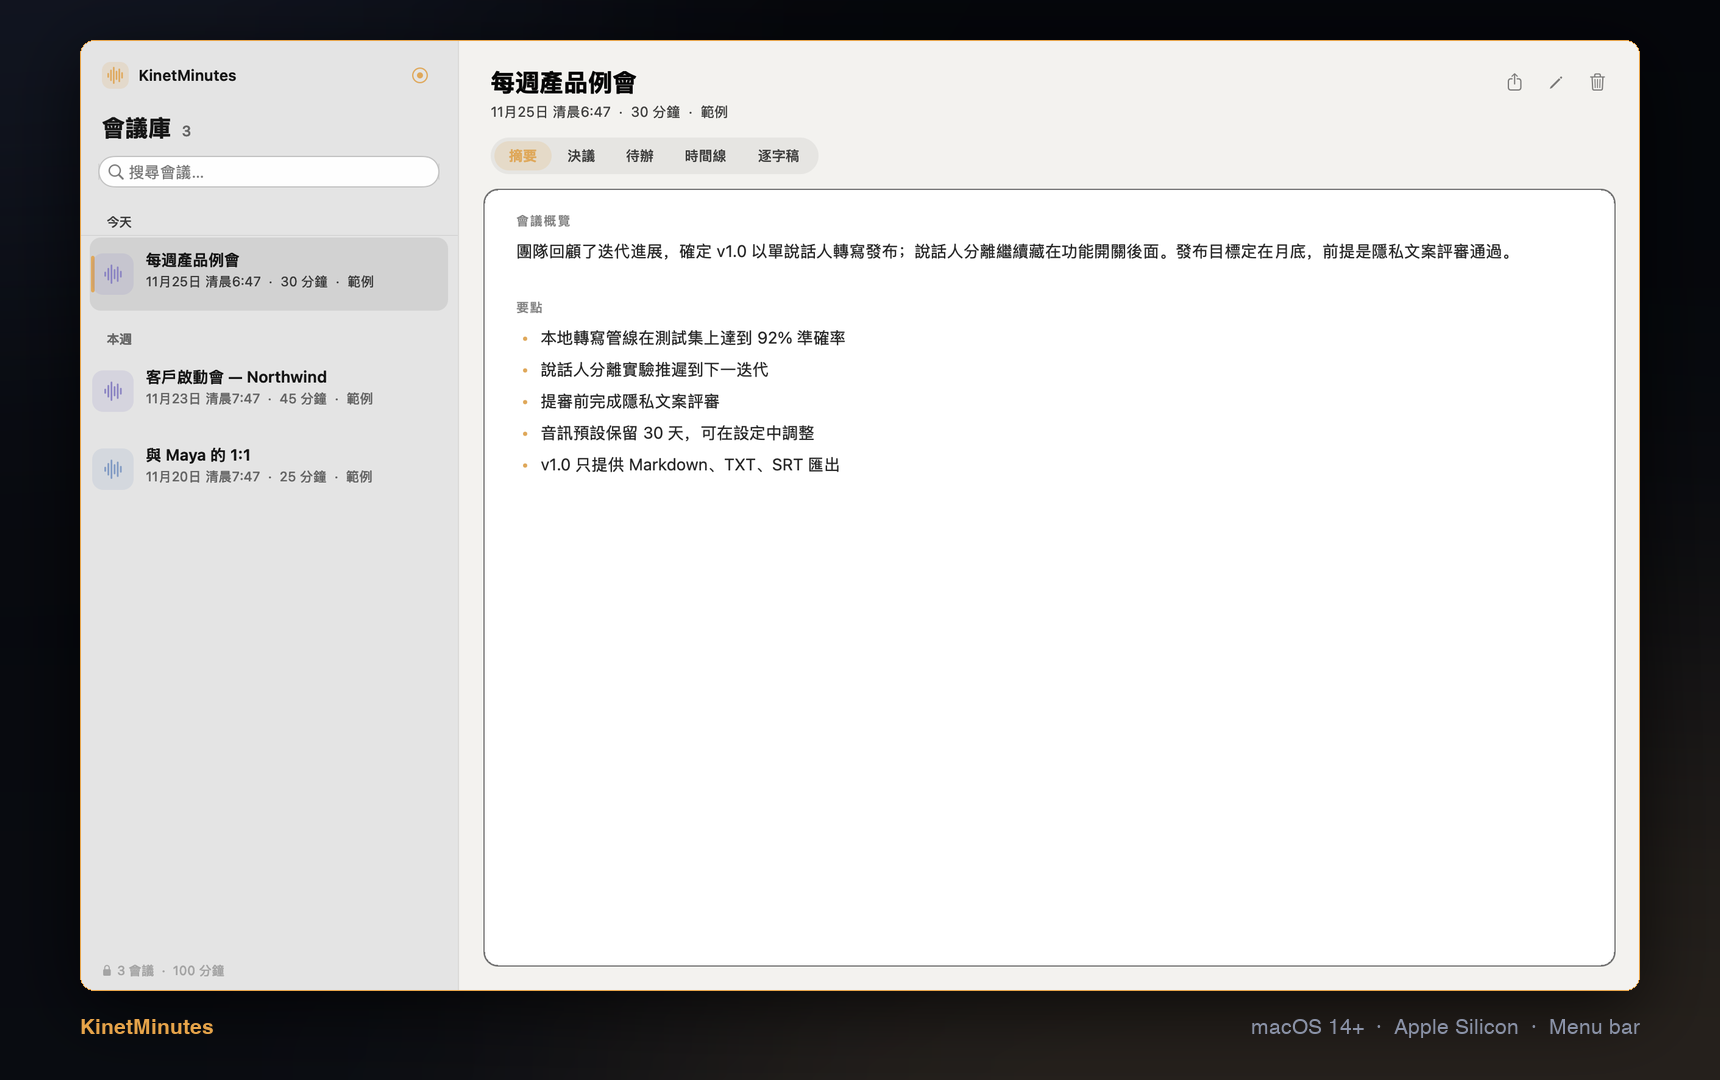 KinetMinutes
會議庫 3
搜尋會議...
今天
每週產品例會
11月25日 清晨6:47 · 30 分鐘 · 範例
本週
客戶啟動會 — Northwind
11月23日 清晨7:47 · 45 分鐘 · 範例
與 Maya 的 1:1
11月20日 清晨7:47 · 25 分鐘 · 範例
3 會議 · 100 分鐘
每週產品例會
11月25日 清晨6:47 · 30 分鐘 · 範例
摘要 決議 待辦 時間線 逐字稿
會議概覽
團隊回顧了迭代進展，確定 v1.0 以單說話人轉寫發布；說話人分離繼續藏在功能開關後面。發布目標定在月底，前提是隱私文案評審通過。
要點
• 本地轉寫管線在測試集上達到 92% 準確率
• 說話人分離實驗推遲到下一迭代
• 提審前完成隱私文案評審
• 音訊預設保留 30 天，可在設定中調整
• v1.0 只提供 Markdown、TXT、SRT 匯出
KinetMinutes
macOS 14+ · Apple Silicon · Menu bar